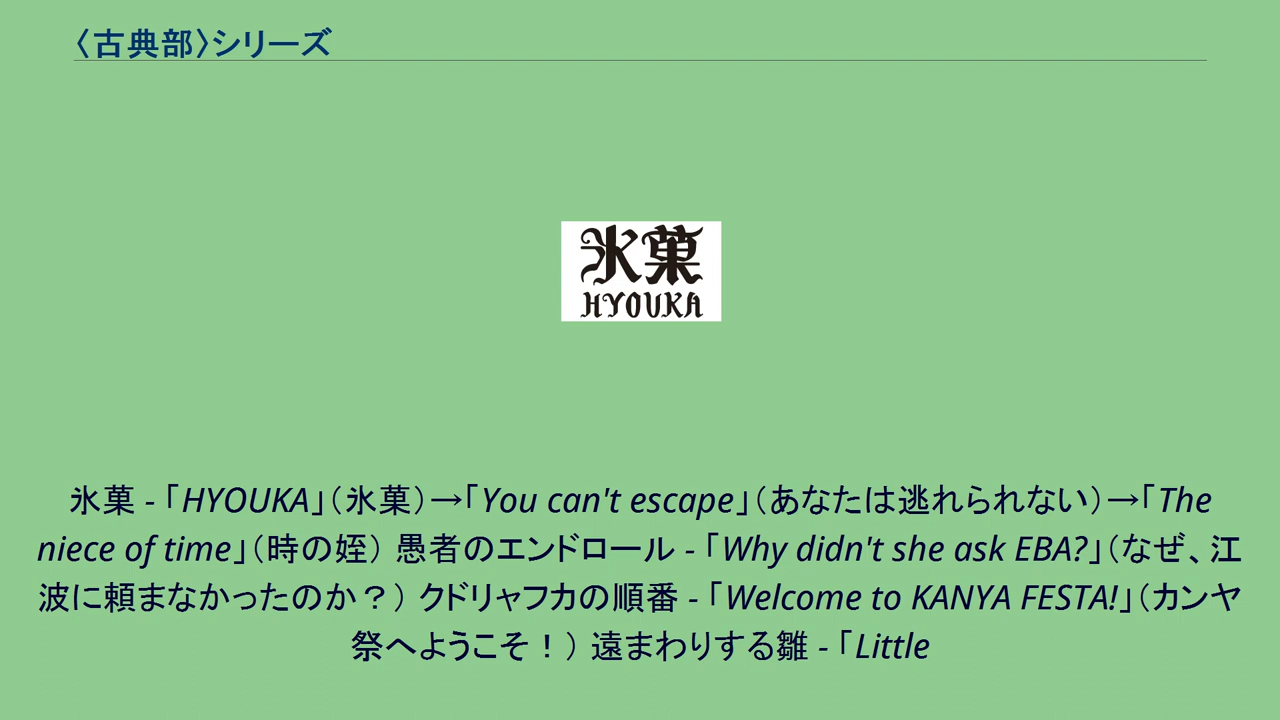 〈古典部〉シリーズ
氷菓
HYOUKA
氷菓 - 「HYOUKA」（氷菓）→「You can't escape」（あなたは逃れられない）→「The
niece of time」（時の姪） 愚者のエンドロール - 「Why didn't she ask EBA?」（なぜ、江
波に頼まなかったのか？） クドリャフカの順番 - 「Welcome to KANYA FESTA!」（カンヤ
祭へようこそ！） 遠まわりする雛 - 「Little